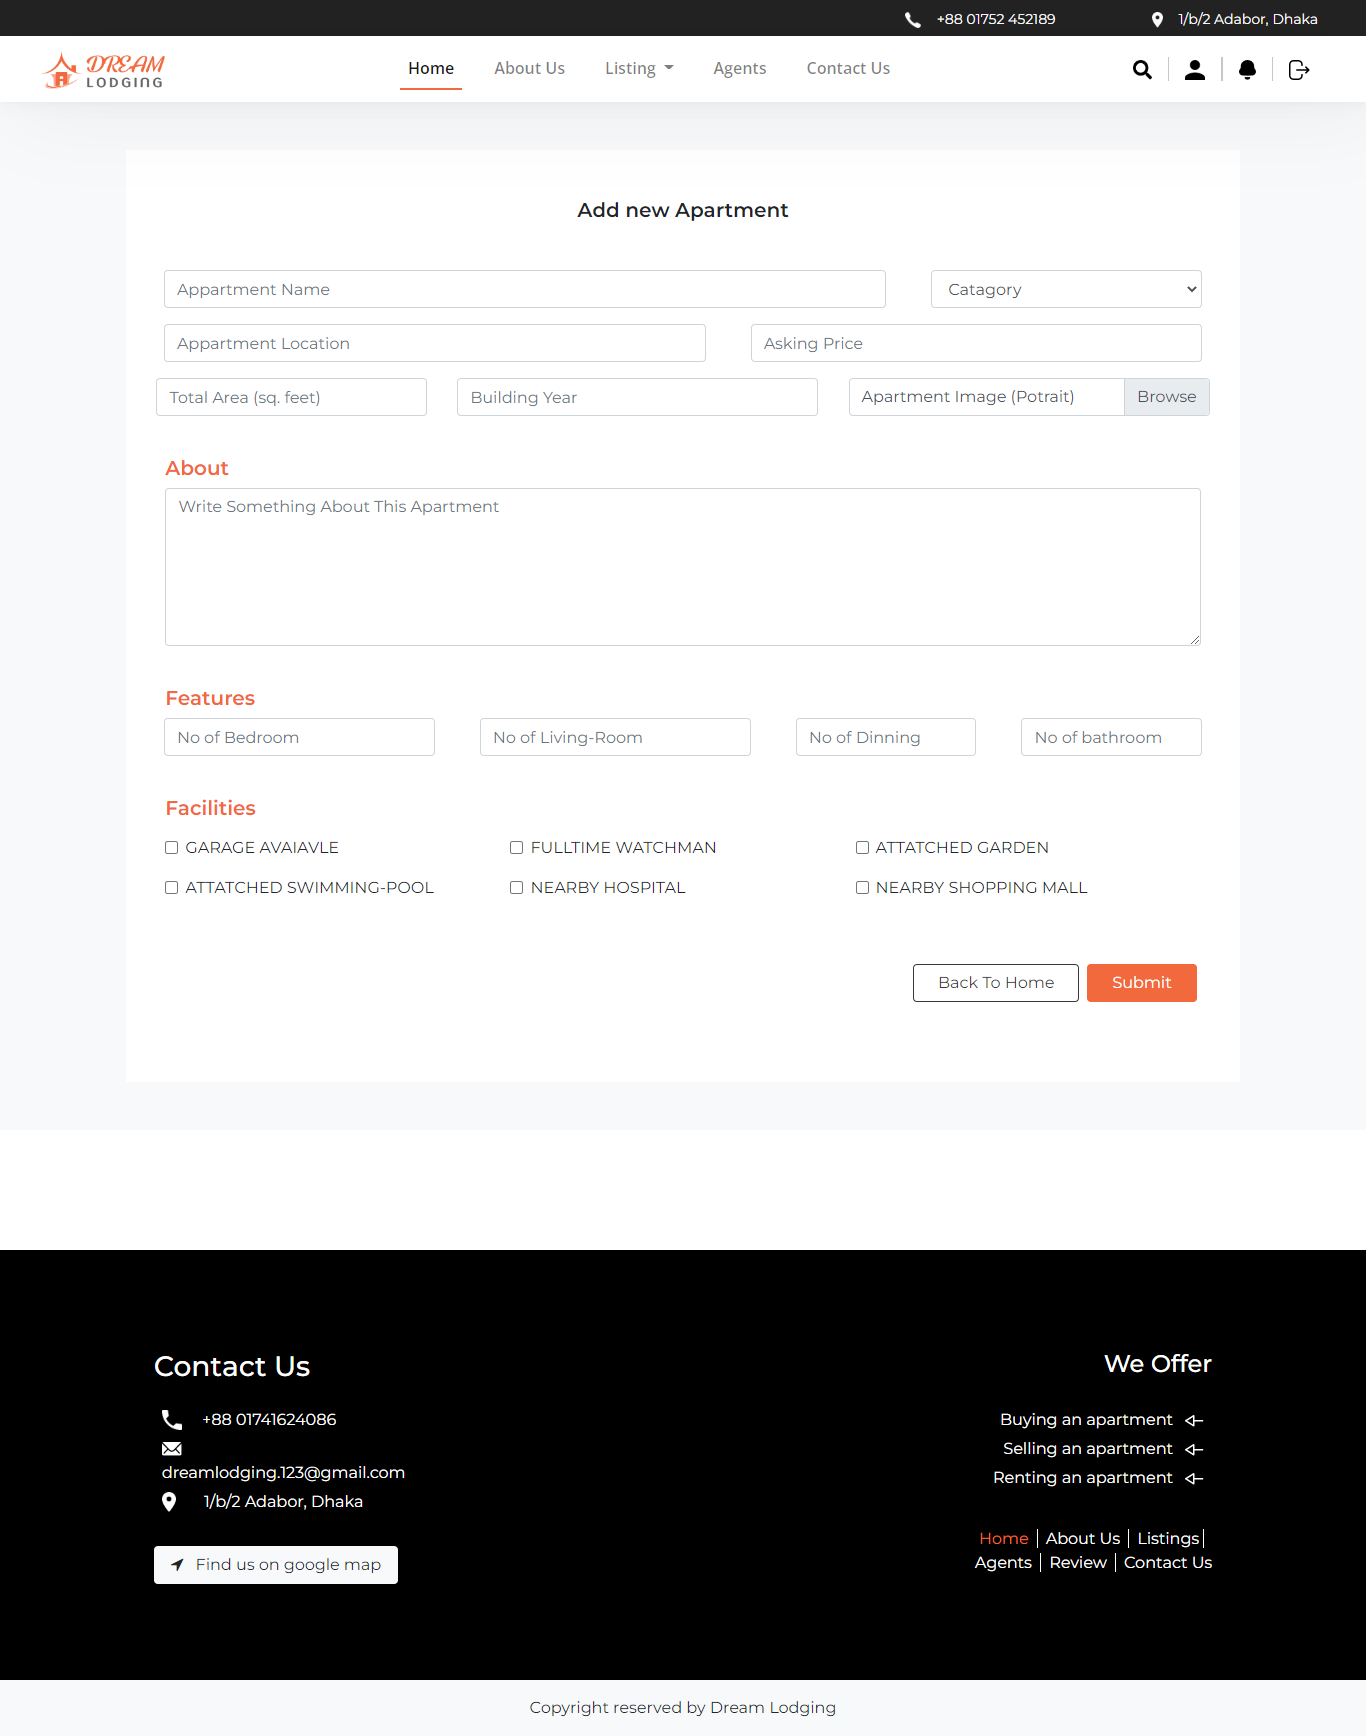 +88 01752 452189 1/b/2 Adabor, Dhaka
DREAM
LODGING
Home About Us Listing Agents Contact Us
Add new Apartment
Appartment Name Catagory
Appartment Location Asking Price
Total Area (sq. feet) Building Year Apartment Image (Potrait) Browse
About
Write Something About This Apartment
Features
No of Bedroom No of Living-Room No of Dinning No of bathroom
Facilities
GARAGE AVAIAVLE FULLTIME WATCHMAN ATTATCHED GARDEN
ATTATCHED SWIMMING-POOL NEARBY HOSPITAL NEARBY SHOPPING MALL
Back To Home Submit
Contact Us
+88 01741624086
dreamlodging.123@gmail.com
1/b/2 Adabor, Dhaka
Find us on google map
We Offer
Buying an apartment
Selling an apartment
Renting an apartment
Home | About Us | Listings |
Agents | Review | Contact Us
Copyright reserved by Dream Lodging